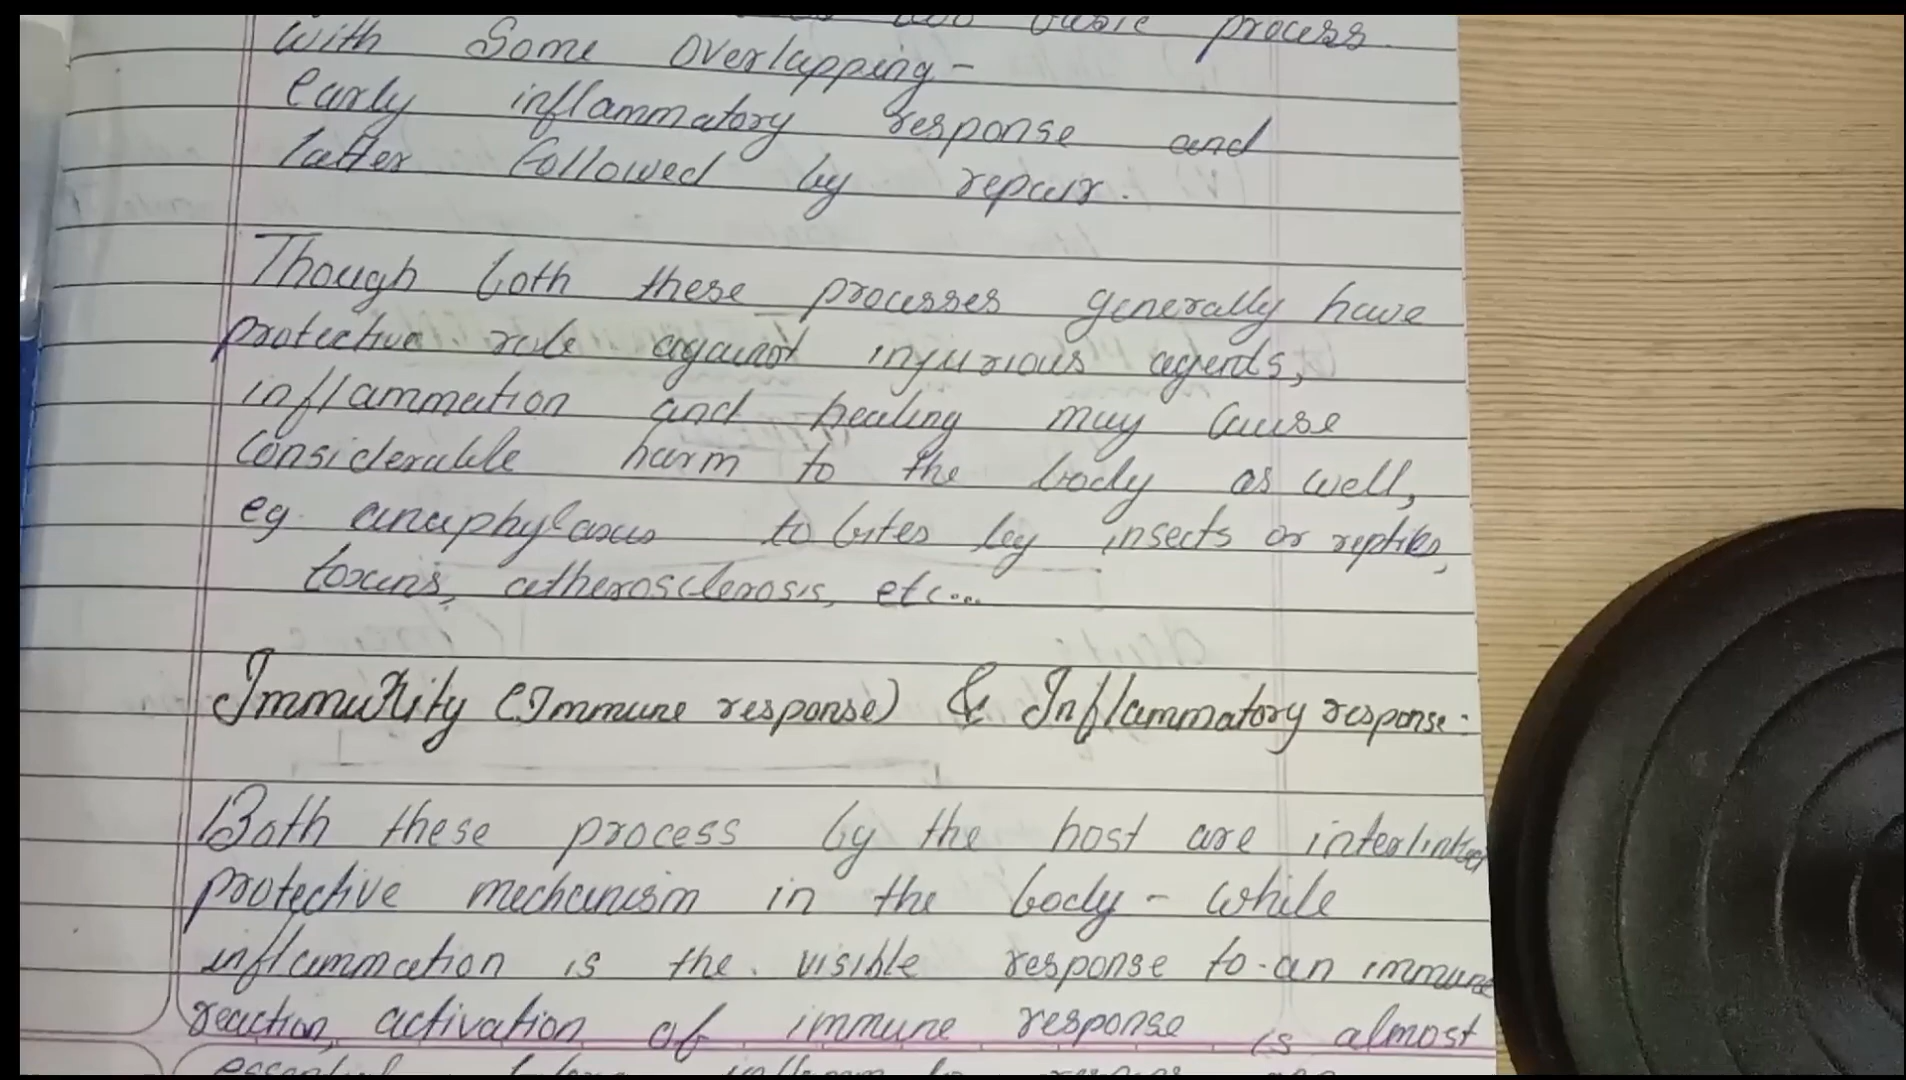 two basic process
with Some overlapping-
early inflammatory response and
latter followed by repair.
Though both these processes generally have
protective role against injurious agents,
inflammation and healing may cause
considerable harm to the body as well,
eg. anaphylaxis to bites by insects or reptiles,
toxins, atherosclerosis, etc...
Immunity (Immune response) & Inflammatory response:
Both these process by the host are interlinked
protective mechanism in the body - while
inflammation is the visible response to an immune
reaction, activation of immune response is almost
essential